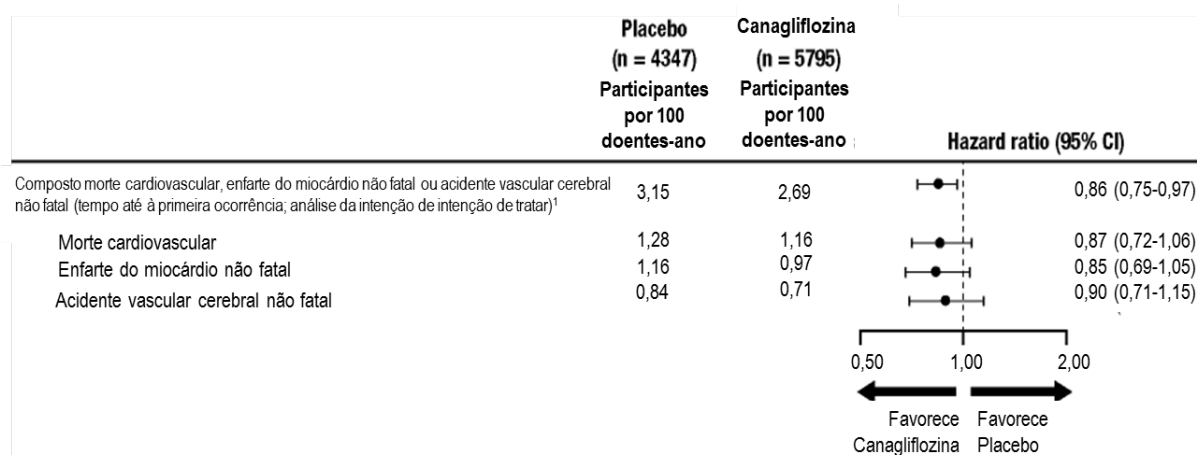 Placebo Canagliflozina
(n = 4347) (n = 5795)
Participantes Participantes
por 100 por 100
doentes-ano doentes-ano Hazard ratio (95% CI)
Composto morte cardiovascular, enfarte do miocárdio não fatal ou acidente vascular cerebral
não fatal (tempo até à primeira ocorrência; análise da intenção de intenção de tratar)¹ 3,15 2,69 0,86 (0,75-0,97)
Morte cardiovascular 1,28 1,16 0,87 (0,72-1,06)
Enfarte do miocárdio não fatal 1,16 0,97 0,85 (0,69-1,05)
Acidente vascular cerebral não fatal 0,84 0,71 0,90 (0,71-1,15)
0,50 1,00 2,00
Favorece Favorece
Canagliflozina Placebo